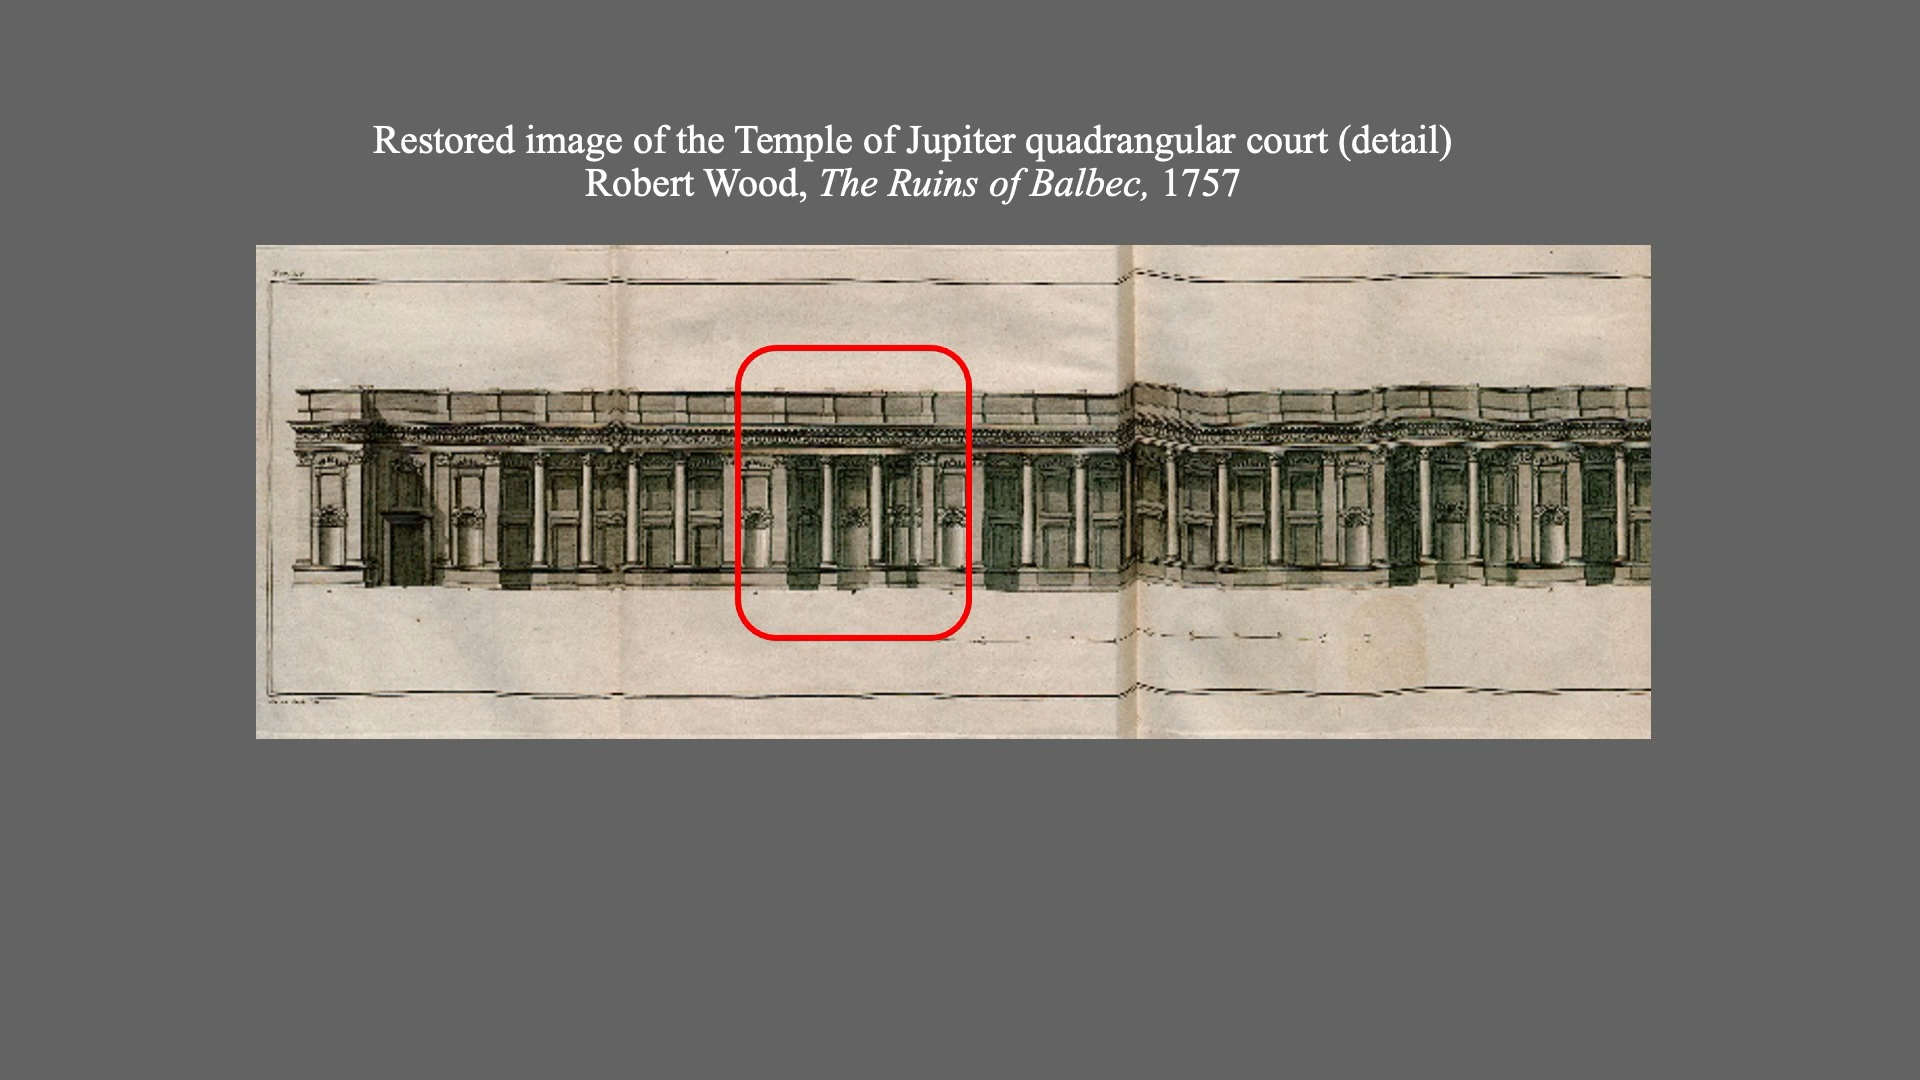 Restored image of the Temple of Jupiter quadrangular court (detail)
Robert Wood, The Ruins of Balbec, 1757